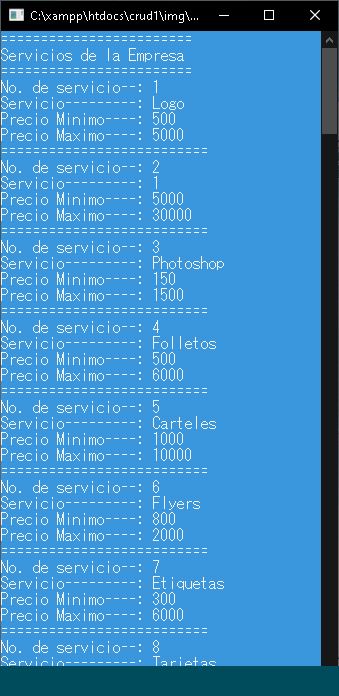 C:\xampp\htdocs\crud1\img\...
========================
Servicios de la Empresa
========================
No. de servicio--: 1
Servicio---------: Logo
Precio Minimo----: 500
Precio Maximo----: 5000
==========================
No. de servicio--: 2
Servicio---------: 1
Precio Minimo----: 5000
Precio Maximo----: 30000
==========================
No. de servicio--: 3
Servicio---------: Photoshop
Precio Minimo----: 150
Precio Maximo----: 1500
==========================
No. de servicio--: 4
Servicio---------: Folletos
Precio Minimo----: 500
Precio Maximo----: 6000
==========================
No. de servicio--: 5
Servicio---------: Carteles
Precio Minimo----: 1000
Precio Maximo----: 10000
==========================
No. de servicio--: 6
Servicio---------: Flyers
Precio Minimo----: 800
Precio Maximo----: 2000
==========================
No. de servicio--: 7
Servicio---------: Etiquetas
Precio Minimo----: 300
Precio Maximo----: 6000
==========================
No. de servicio--: 8
Servicio---------: Tarjetas